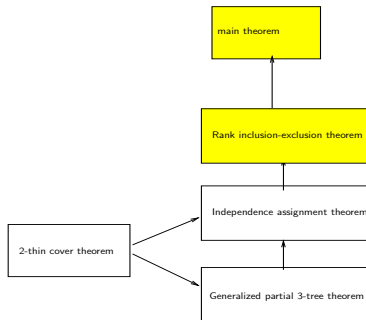 main theorem
Rank inclusion-exclusion theorem
Independence assignment theorem
2-thin cover theorem
Generalized partial 3-tree theorem